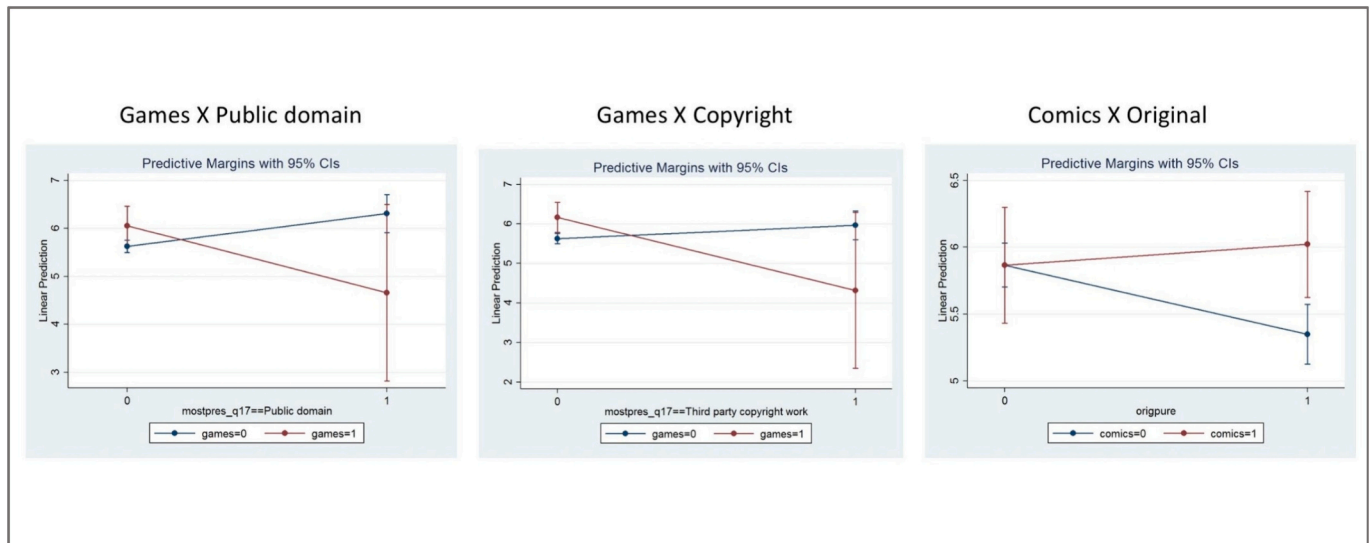 Games X Public domain
Predictive Margins with 95% CIs
Linear Prediction
7
6
5
4
3
0
1
mostpres_q17==Public domain
games=0
games=1
Games X Copyright
Predictive Margins with 95% CIs
Linear Prediction
7
6
5
4
3
2
0
1
mostpres_q17==Third party copyright work
games=0
games=1
Comics X Original
Predictive Margins with 95% CIs
Linear Prediction
6.5
6
5.5
5
0
1
origpure
comics=0
comics=1